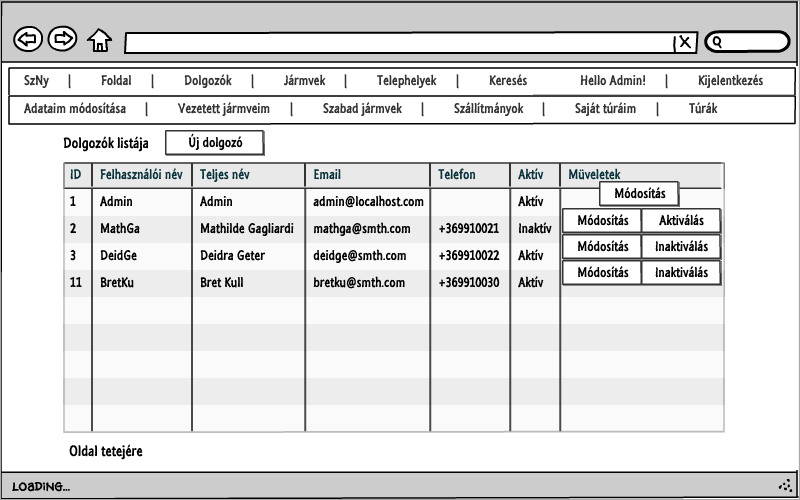 SzNy | Foldal | Dolgozók | Jármvek | Telephelyek | Keresés Hello Admin! | Kijelentkezés
Adataim módosítása | Vezetett jármveim | Szabad jármvek | Szállítmányok | Saját túráim | Túrák
Dolgozók listája Új dolgozó
ID Felhasználói név Teljes név Email Telefon Aktív Müveletek
1 Admin Admin admin@localhost.com Aktív Módosítás
2 MathGa Mathilde Gagliardi mathga@smth.com +369910021 Inaktív Módosítás Aktiválás
3 DeidGe Deidra Geter deidge@smth.com +369910022 Aktív Módosítás Inaktiválás
11 BretKu Bret Kull bretku@smth.com +369910030 Aktív Módosítás Inaktiválás
Oldal tetejére
LOADING...